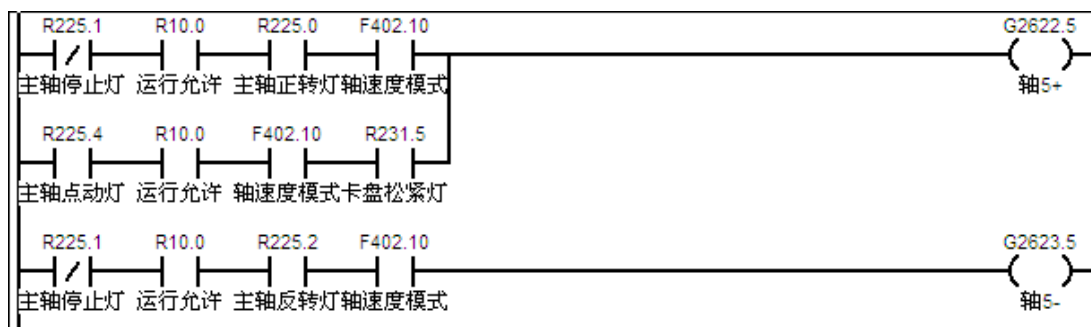 R225.1 R10.0 R225.0 F402.10 G2622.5
主轴停止灯 运行允许 主轴正转灯 轴速度模式 轴5+
R225.4 R10.0 F402.10 R231.5
主轴点动灯 运行允许 轴速度模式 卡盘松紧灯
R225.1 R10.0 R225.2 F402.10 G2623.5
主轴停止灯 运行允许 主轴反转灯 轴速度模式 轴5-